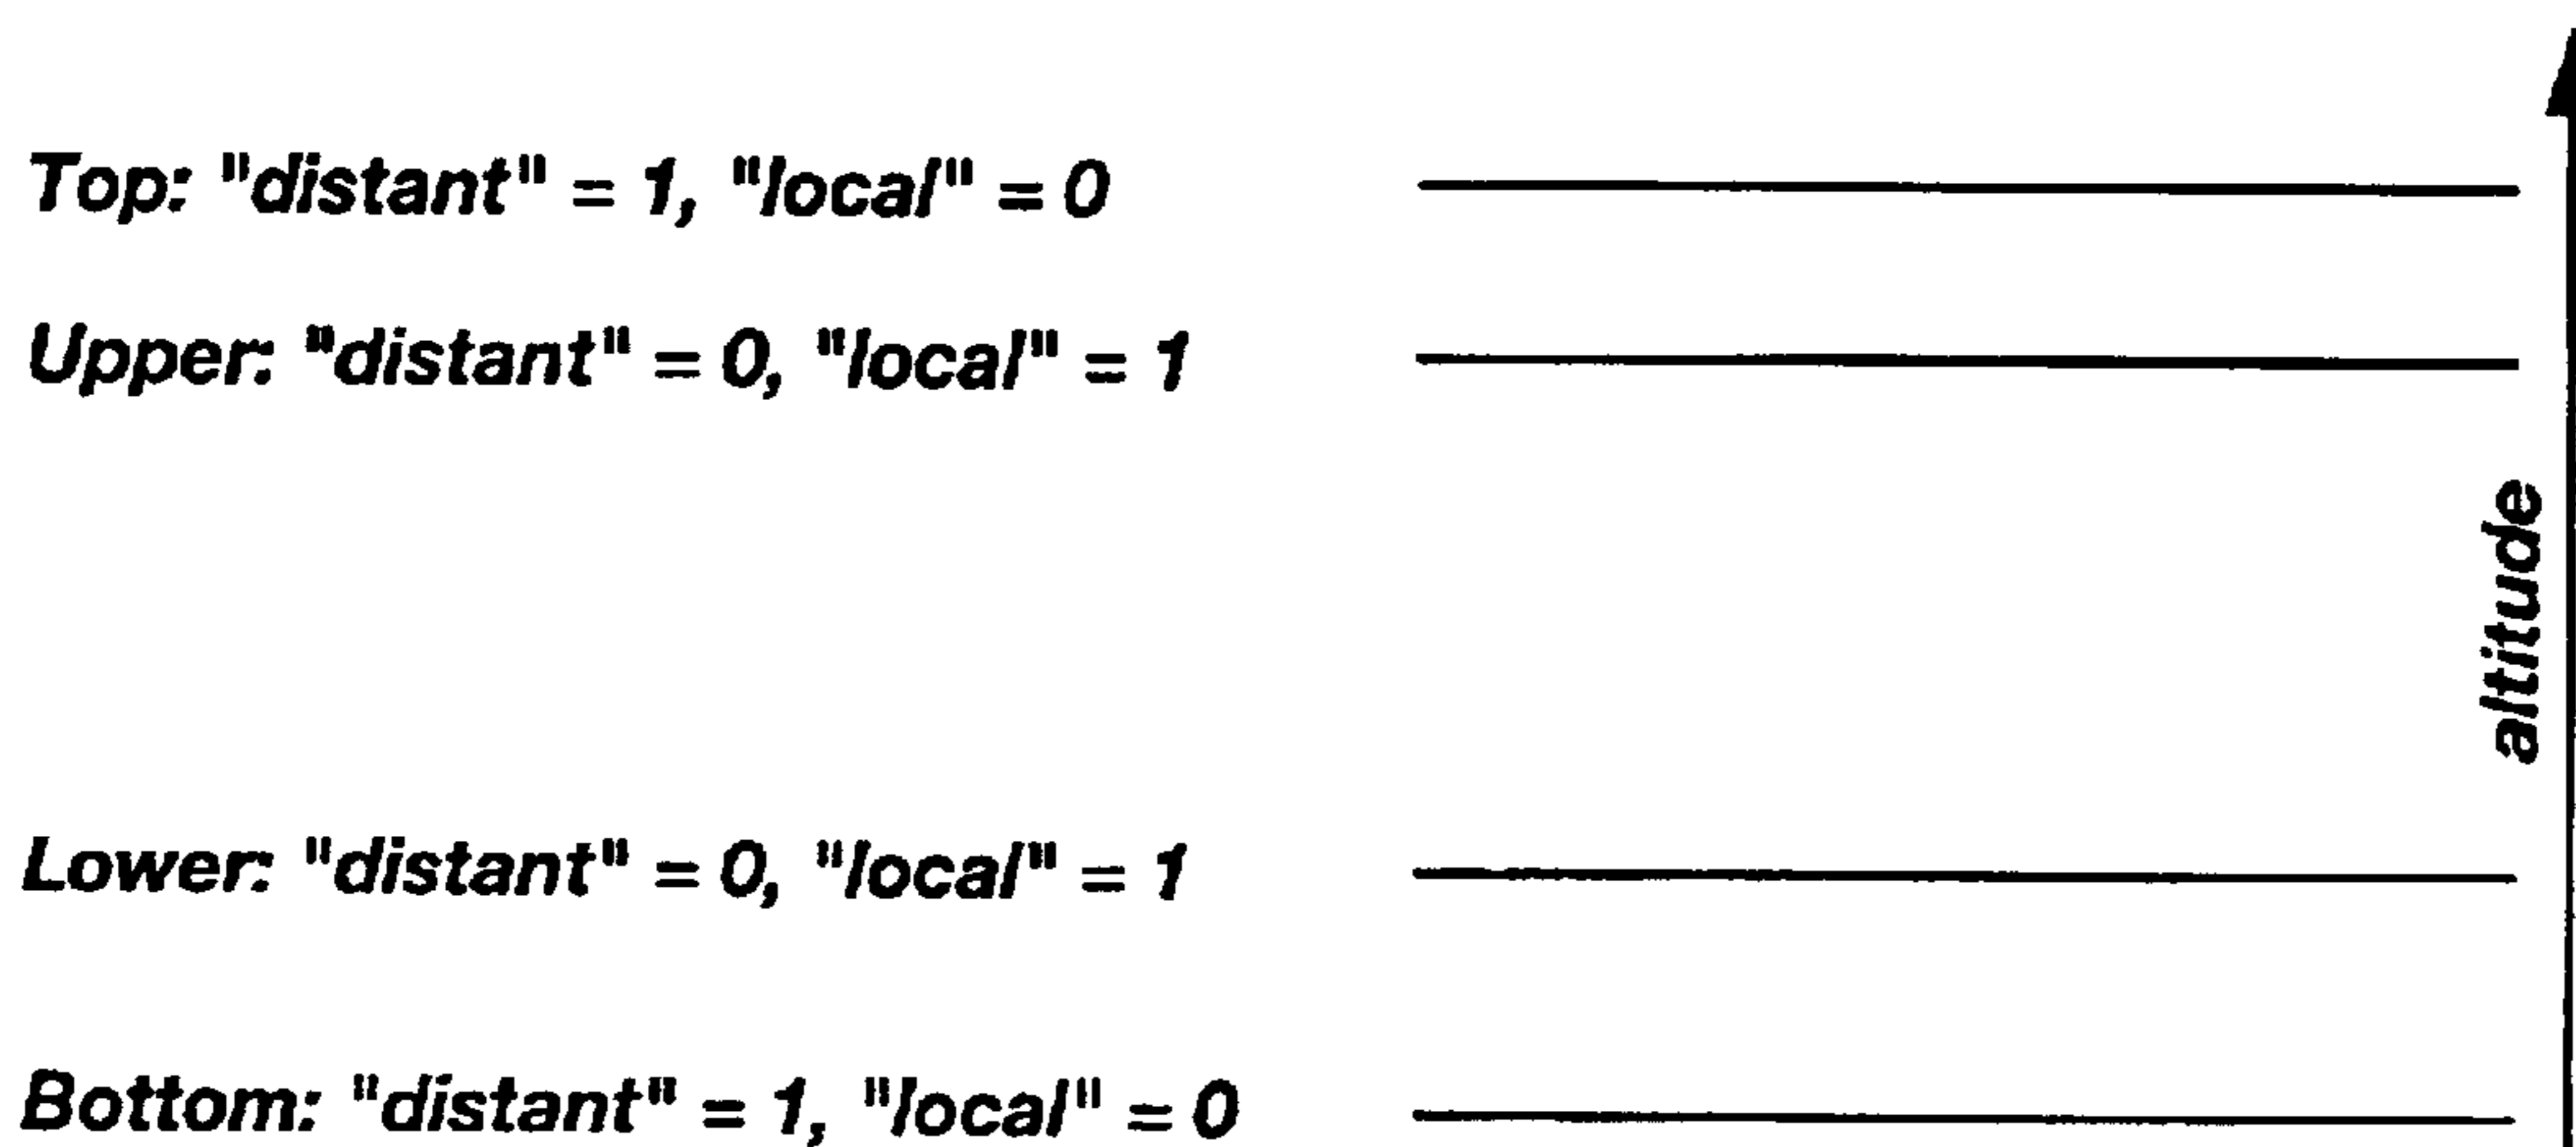 Top: "distant" = 1, "local" = 0
Upper: "distant" = 0, "local" = 1
altitude
Lower: "distant" = 0, "local" = 1
Bottom: "distant" = 1, "local" = 0